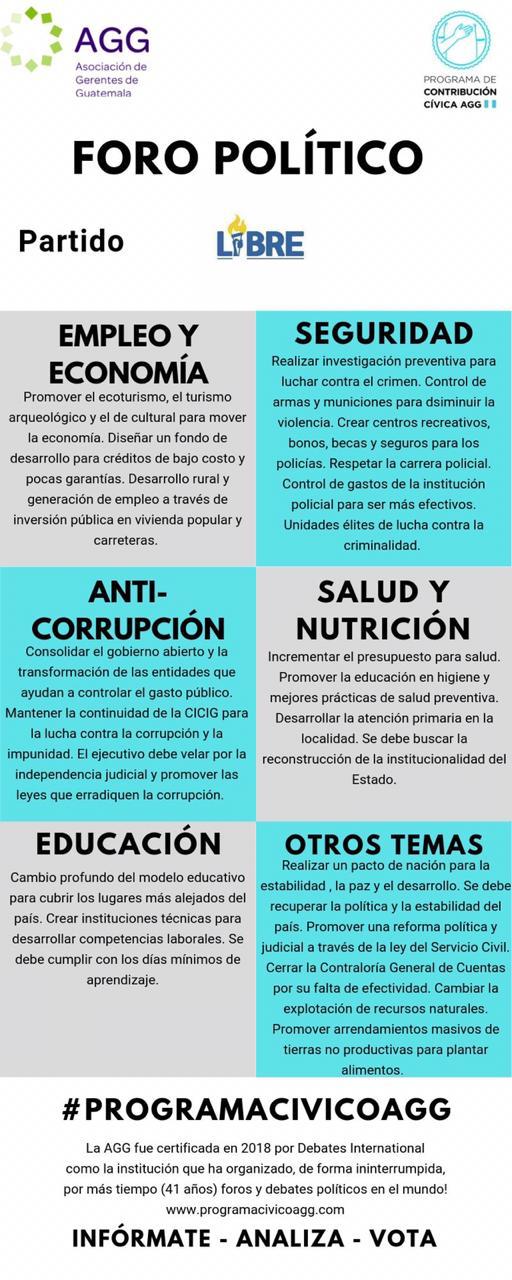 AGG
Asociación de
Gerentes de
Guatemala
PROGRAMA DE
CONTRIBUCIÓN
CÍVICA AGG
FORO POLÍTICO
Partido
LIBRE
EMPLEO Y
ECONOMÍA
Promover el ecoturismo, el turismo
arqueológico y el de cultural para mover
la economía. Diseñar un fondo de
desarrollo para créditos de bajo costo y
pocas garantías. Desarrollo rural y
generación de empleo a través de
inversión pública en vivienda popular y
carreteras.
SEGURIDAD
Realizar investigación preventiva para
luchar contra el crimen. Control de
armas y municiones para dsiminuir la
violencia. Crear centros recreativos,
bonos, becas y seguros para los
policías. Respetar la carrera policial.
Control de gastos de la institución
policial para ser más efectivos.
Unidades élites de lucha contra la
criminalidad.
ANTI-
CORRUPCIÓN
Consolidar el gobierno abierto y la
transformación de las entidades que
ayudan a controlar el gasto público.
Mantener la continuidad de la CICIG para
la lucha contra la corrupción y la
impunidad. El ejecutivo debe velar por la
independencia judicial y promover las
leyes que erradiquen la corrupción.
SALUD Y
NUTRICIÓN
Incrementar el presupuesto para salud.
Promover la educación en higiene y
mejores prácticas de salud preventiva.
Desarrollar la atención primaria en la
localidad. Se debe buscar la
reconstrucción de la institucionalidad del
Estado.
EDUCACIÓN
Cambio profundo del modelo educativo
para cubrir los lugares más alejados del
país. Crear instituciones técnicas para
desarrollar competencias laborales. Se
debe cumplir con los días mínimos de
aprendizaje.
OTROS TEMAS
Realizar un pacto de nación para la
estabilidad , la paz y el desarrollo. Se debe
recuperar la política y la estabilidad del
país. Promover una reforma política y
judicial a través de la ley del Servicio Civil.
Cerrar la Contraloría General de Cuentas
por su falta de efectividad. Cambiar la
explotación de recursos naturales.
Promover arrendamientos masivos de
tierras no productivas para plantar
alimentos.
#PROGRAMACIVICOAGG
La AGG fue certificada en 2018 por Debates International
como la institución que ha organizado, de forma ininterrumpida,
por más tiempo (41 años) foros y debates políticos en el mundo!
www.programacivicoagg.com
INFÓRMATE - ANALIZA - VOTA